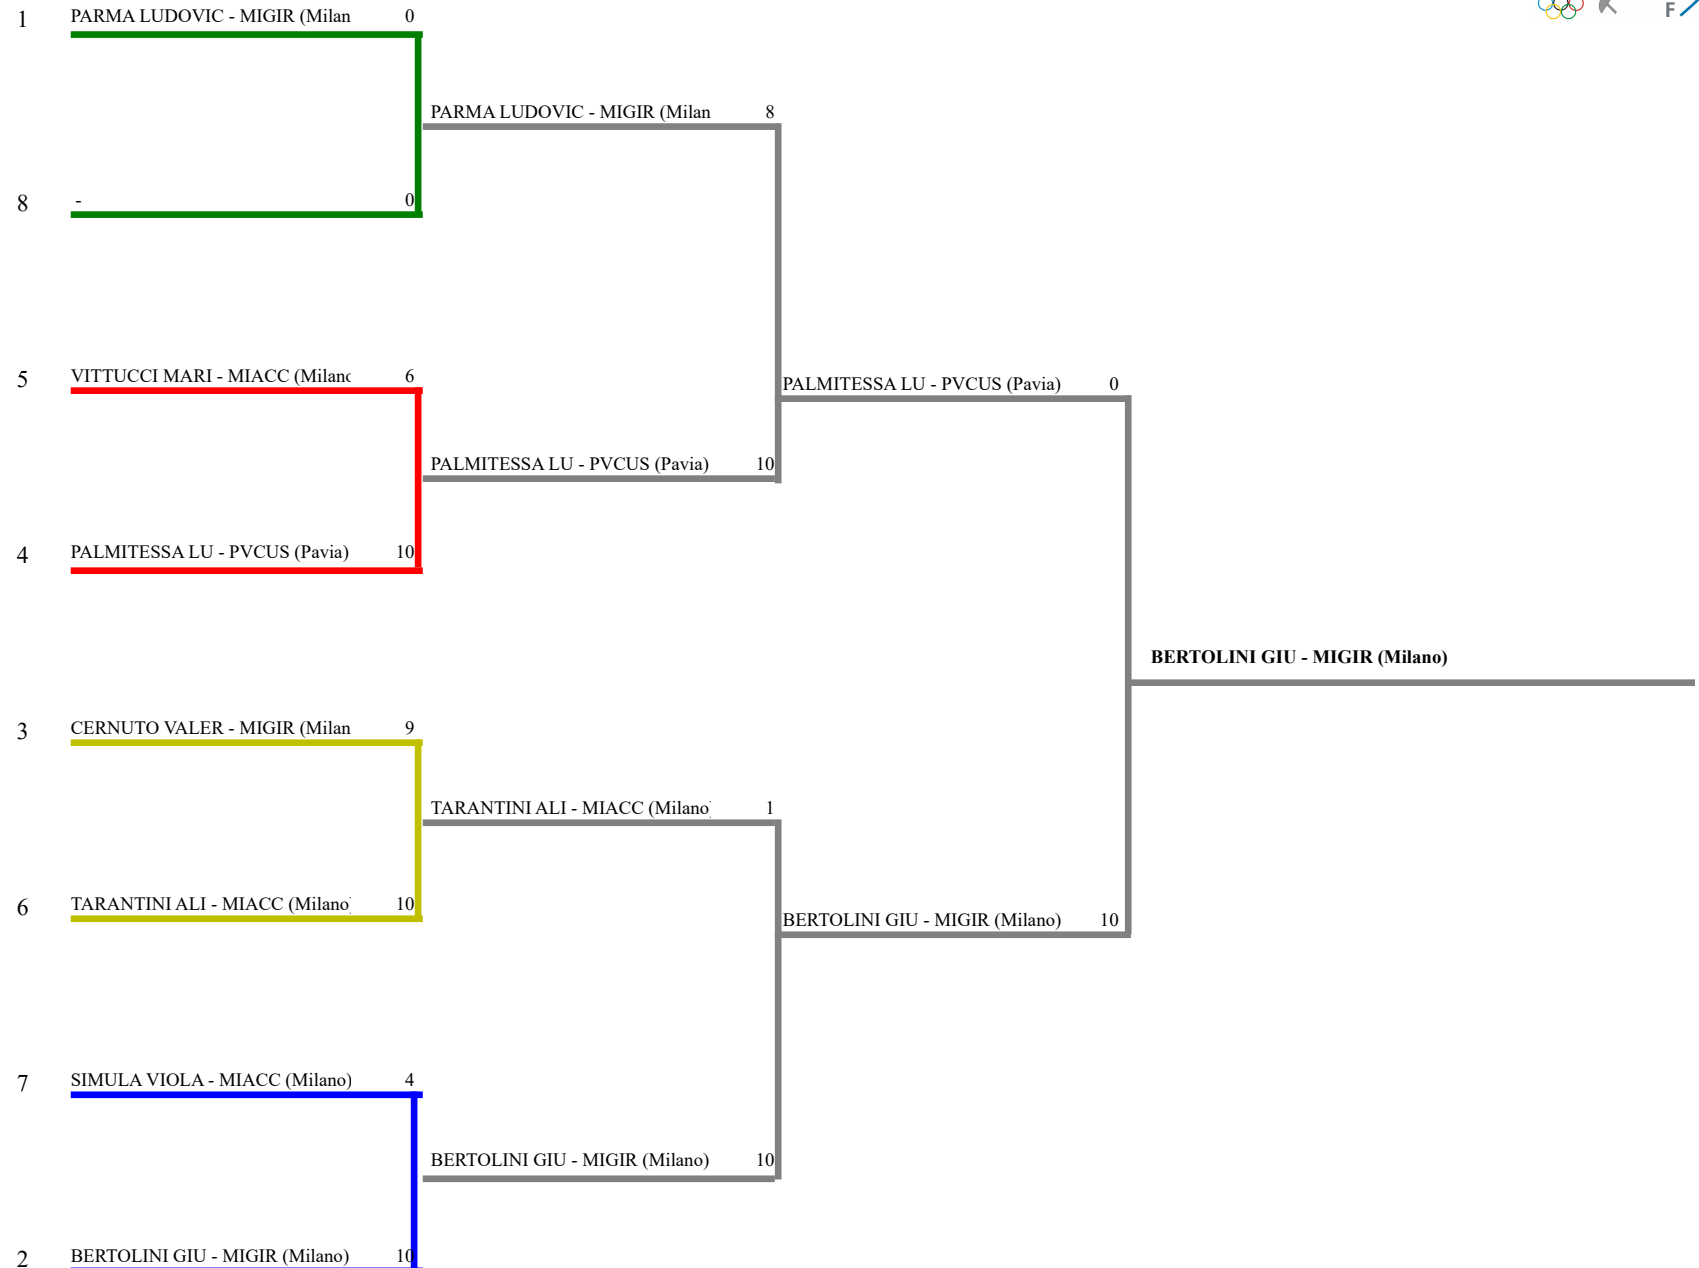 1 PARMA LUDOVIC - MIGIR (Milan 0
PARMA LUDOVIC - MIGIR (Milan 8
8 - 0
5 VITTUCCI MARI - MIACC (Milano 6
PALMITESSA LU - PVCUS (Pavia) 0
PALMITESSA LU - PVCUS (Pavia) 10
4 PALMITESSA LU - PVCUS (Pavia) 10
BERTOLINI GIU - MIGIR (Milano)
3 CERNUTO VALER - MIGIR (Milan 9
TARANTINI ALI - MIACC (Milano) 1
6 TARANTINI ALI - MIACC (Milano) 10
BERTOLINI GIU - MIGIR (Milano) 10
7 SIMULA VIOLA - MIACC (Milano) 4
BERTOLINI GIU - MIGIR (Milano) 10
2 BERTOLINI GIU - MIGIR (Milano) 10
F